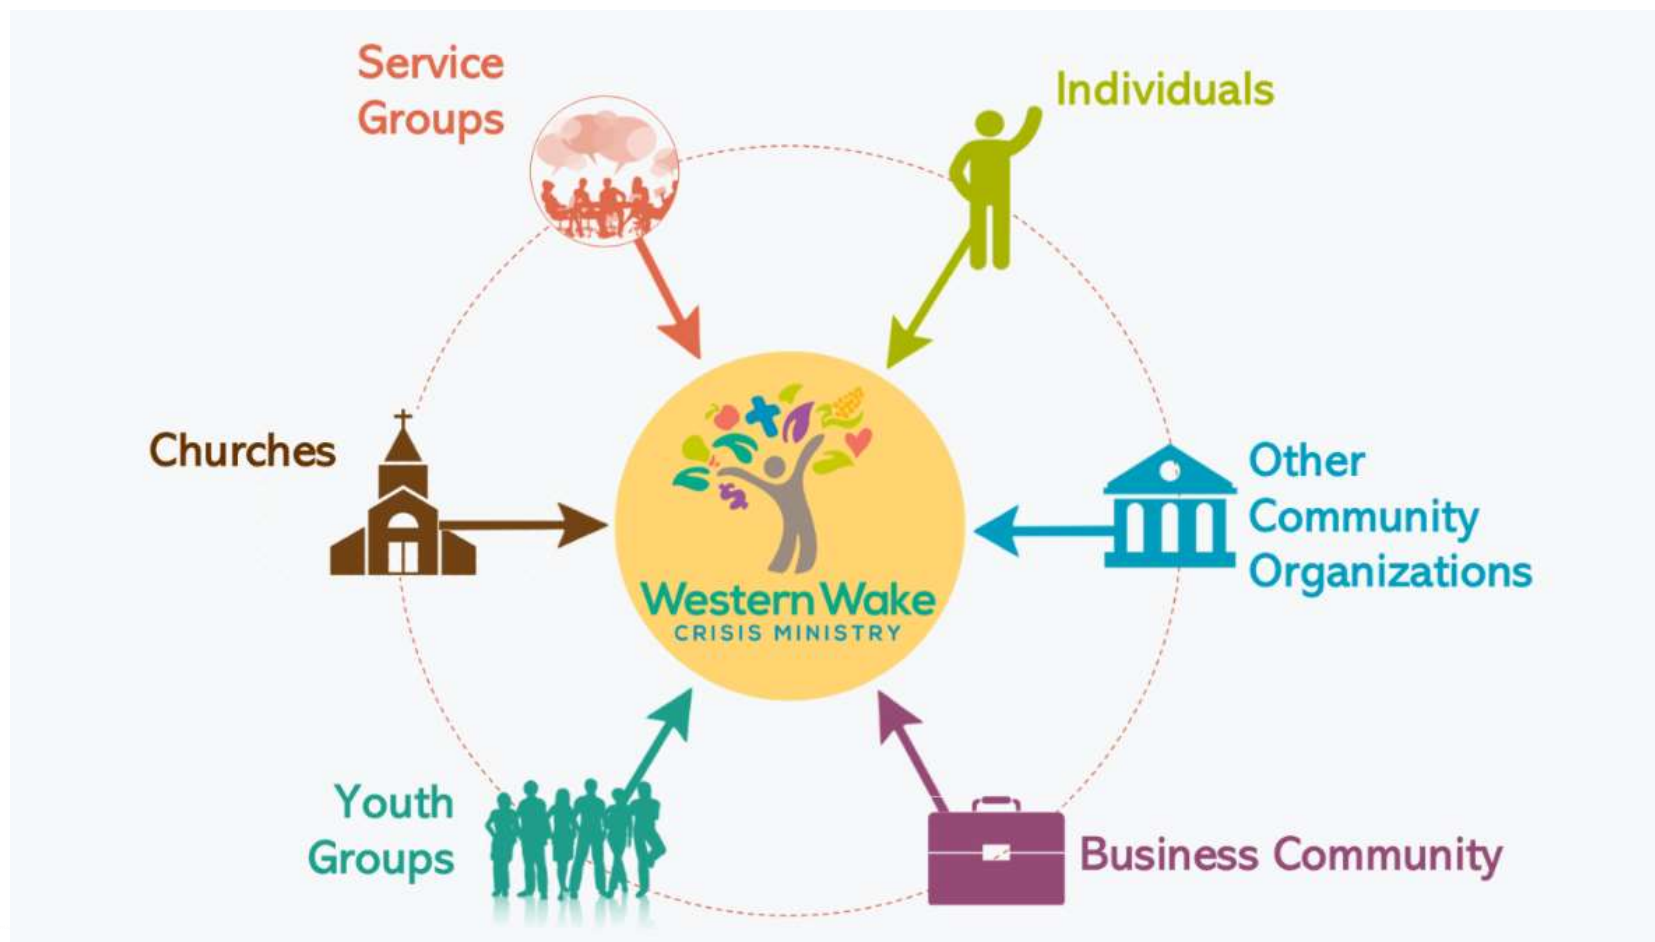 Service
Groups
Individuals
Churches
Other
Community
Organizations
Western Wake
CRISIS MINISTRY
Youth
Groups
Business Community